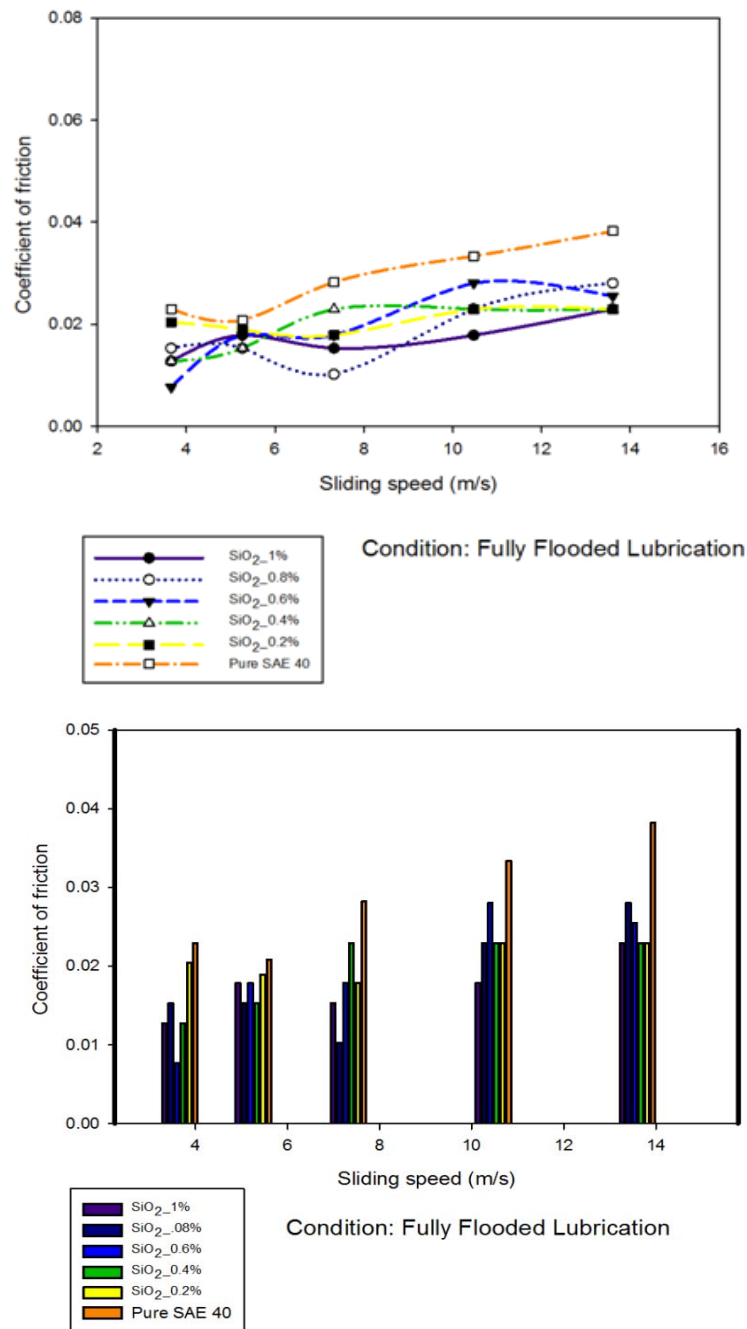 0.08
0.06
0.04
0.02
0.00
Coefficient of friction
2 4 6 8 10 12 14 16
Sliding speed (m/s)
Condition: Fully Flooded Lubrication
SiO2_1%
SiO2_0.8%
SiO2_0.6%
SiO2_0.4%
SiO2_0.2%
Pure SAE 40
0.05
0.04
0.03
0.02
0.01
0.00
Coefficient of friction
4 6 8 10 12 14
Sliding speed (m/s)
Condition: Fully Flooded Lubrication
SiO2_1%
SiO2_.08%
SiO2_0.6%
SiO2_0.4%
SiO2_0.2%
Pure SAE 40